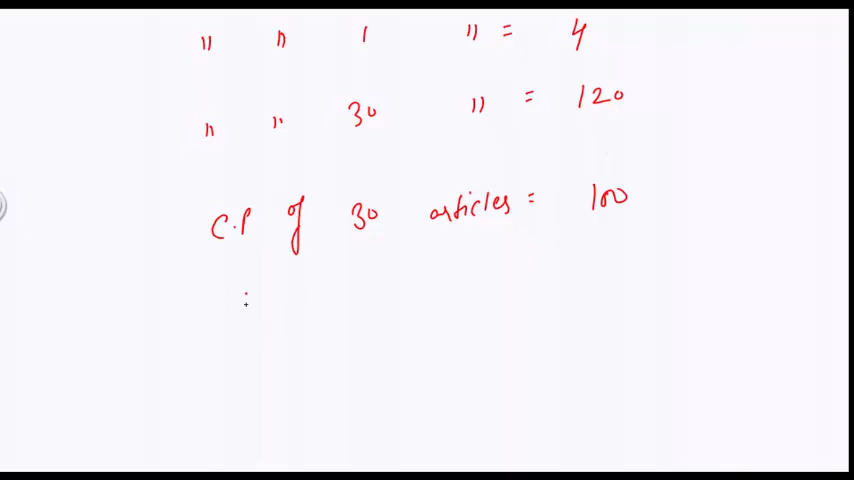 " " 1 " = 4
" " 30 " = 120
C.P of 30 articles = 100